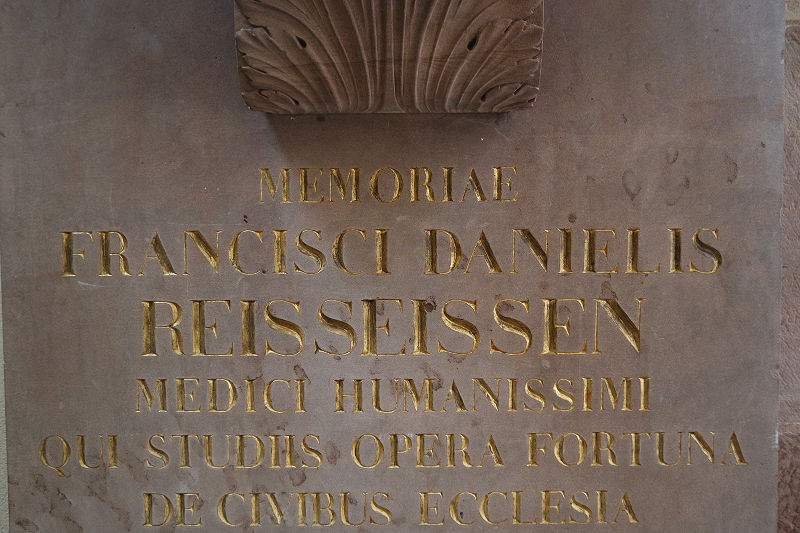 MEMORIAE
FRANCISCI DANIELIS
REISSEISSEN
MEDICI HUMANISSIMI
QUI STUDIIS OPERA FORTUNA
DE CIVIBUS ECCLESIA